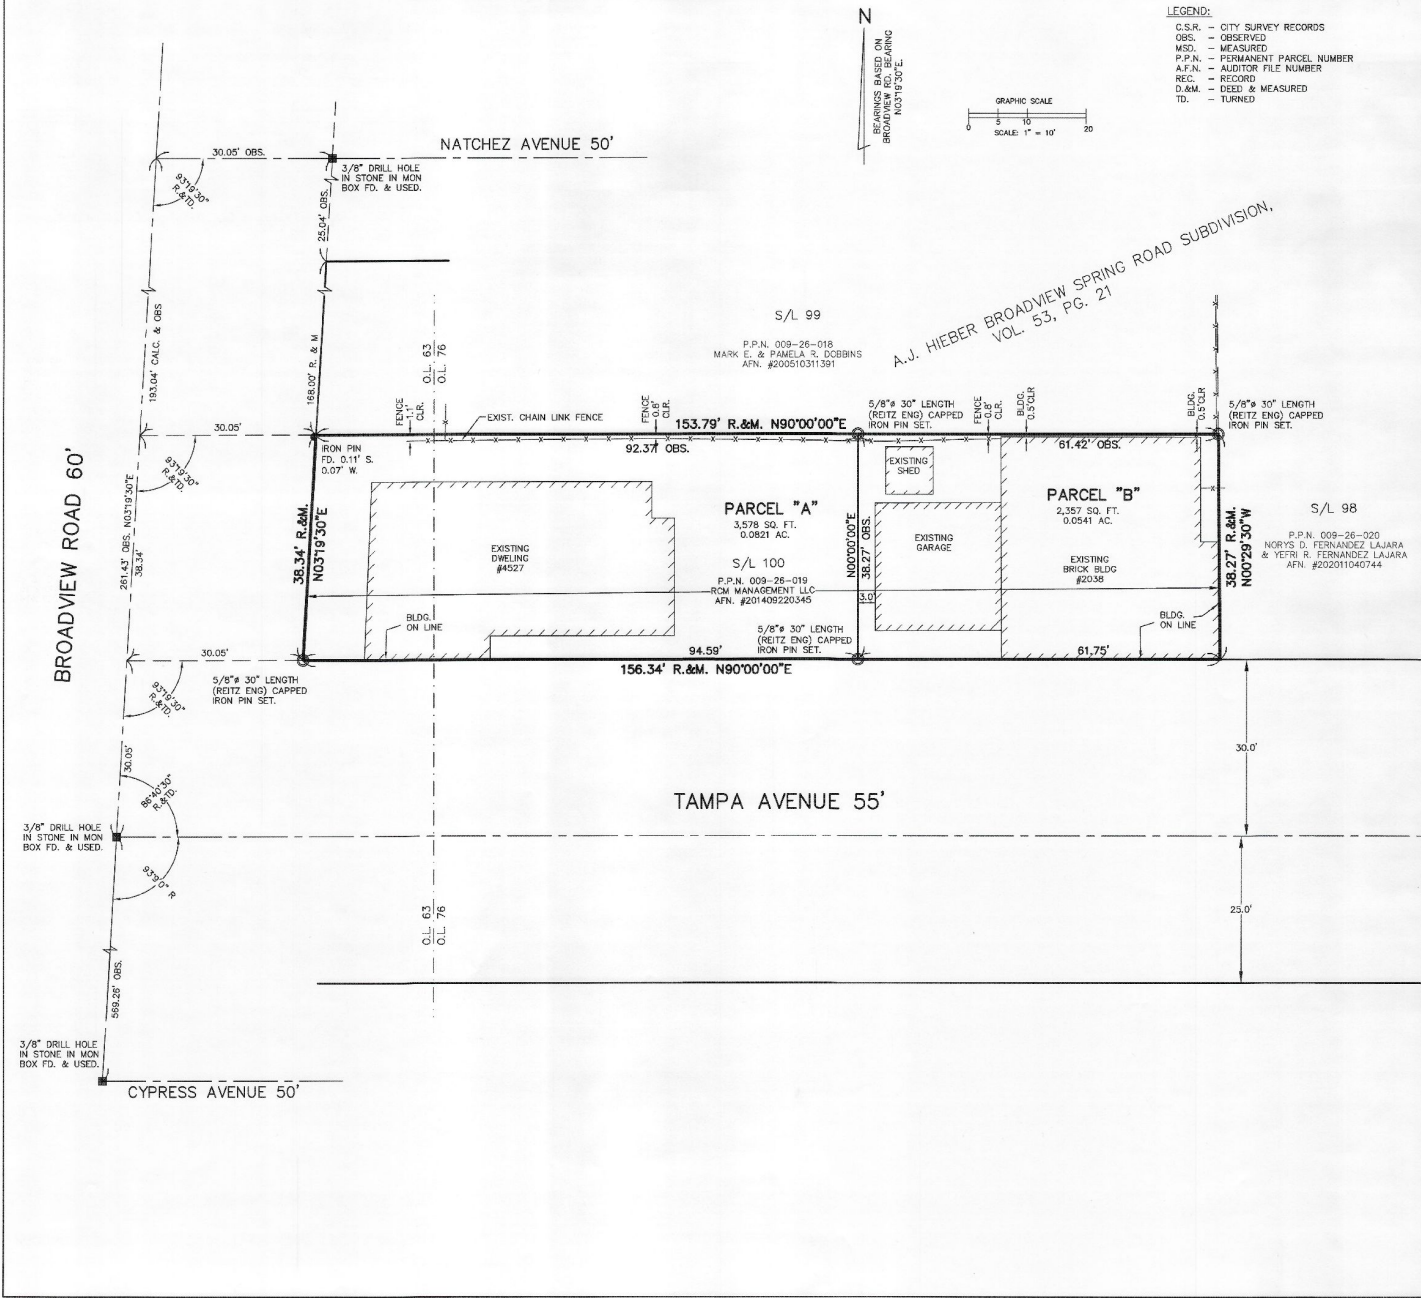 LEGEND:
C.S.R. - CITY SURVEY RECORDS
OBS. - OBSERVED
MSD. - MEASURED
P.P.N. - PERMANENT PARCEL NUMBER
A.F.N. - AUDITOR FILE NUMBER
REC. - RECORD
D.&M. - DEED & MEASURED
TD. - TURNED
N
BEARINGS BASED ON
BROADVIEW RD. BEARING
N03°19'30"E.
GRAPHIC SCALE
0 5 10 20
SCALE: 1" = 10'
NATCHEZ AVENUE 50'
30.05' OBS.
3/8" DRILL HOLE
IN STONE IN MON
BOX FD. & USED.
93°19'30"
R.&TD.
25.04' OBS.
A.J. HIEBER BROADVIEW SPRING ROAD SUBDIVISION,
VOL. 53, PG. 21
193.04' CALC. & OBS
168.00' R. & M
O.L. 63
O.L. 76
S/L 99
P.P.N. 009-26-018
MARK E. & PAMELA R. DOBBINS
AFN. #200510311391
FENCE
1.1'
CLR.
EXIST. CHAIN LINK FENCE
FENCE
0.8'
CLR.
153.79' R.&M. N90°00'00"E
5/8"ø 30" LENGTH
(REITZ ENG) CAPPED
IRON PIN SET.
FENCE
0.8'
CLR.
BLDG.
0.5'CLR
BLDG.
0.5'CLR
5/8"ø 30" LENGTH
(REITZ ENG) CAPPED
IRON PIN SET.
30.05'
IRON PIN
FD. 0.11' S.
0.07' W.
92.37' OBS.
61.42' OBS.
93°19'30"
R.&TD.
BROADVIEW ROAD 60'
261.43' OBS. N03°19'30"E
38.34'
38.34' R.&M.
N03°19'30"E
EXISTING
DWELING
#4527
PARCEL "A"
3,578 SQ. FT.
0.0821 AC.
S/L 100
P.P.N. 009-26-019
RCM MANAGEMENT LLC
AFN. #201409220345
N00°00'00"E
38.27' OBS.
EXISTING
SHED
EXISTING
GARAGE
3.0'
PARCEL "B"
2,357 SQ. FT.
0.0541 AC.
EXISTING
BRICK BLDG
#2038
38.27' R.&M.
N00°29'30"W
S/L 98
P.P.N. 009-26-020
NORYS D. FERNANDEZ LAJARA
& YEFRI R. FERNANDEZ LAJARA
AFN. #202011040744
BLDG.
ON LINE
5/8"ø 30" LENGTH
(REITZ ENG) CAPPED
IRON PIN SET.
BLDG.
ON LINE
30.05'
94.59'
61.75'
156.34' R.&M. N90°00'00"E
5/8"ø 30" LENGTH
(REITZ ENG) CAPPED
IRON PIN SET.
93°19'30"
R.&TD.
30.05'
30.0'
86°40'30"
R.&TD.
TAMPA AVENUE 55'
3/8" DRILL HOLE
IN STONE IN MON
BOX FD. & USED.
93°9'0" R
25.0'
O.L. 63
O.L. 76
569.26' OBS.
3/8" DRILL HOLE
IN STONE IN MON
BOX FD. & USED.
CYPRESS AVENUE 50'